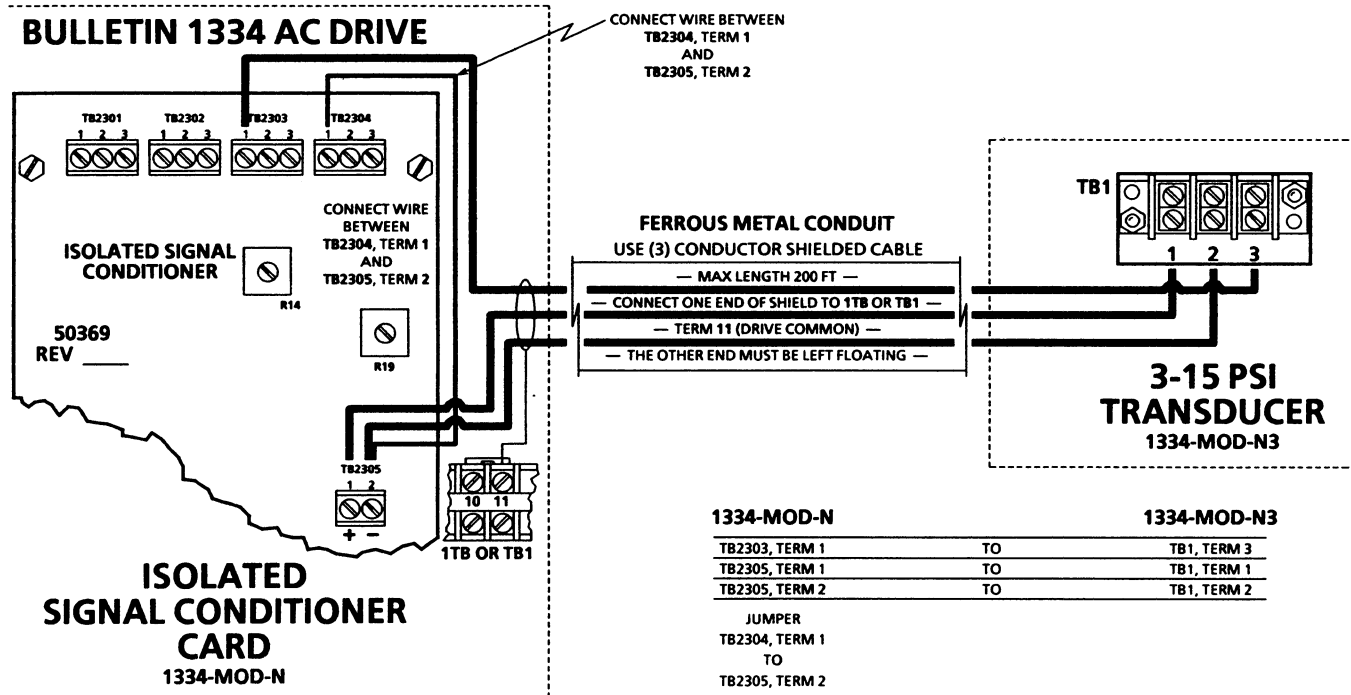 BULLETIN 1334 AC DRIVE
CONNECT WIRE BETWEEN
TB2304, TERM 1
AND
TB2305, TERM 2
TB2301 TB2302 TB2303 TB2304
1 2 3 1 2 3 1 2 3 1 2 3
CONNECT WIRE
BETWEEN
TB2304, TERM 1
AND
TB2305, TERM 2
ISOLATED SIGNAL
CONDITIONER
R14
50369
REV ____
R19
TB2305
1 2
+ −
10 11
1TB OR TB1
ISOLATED
SIGNAL CONDITIONER
CARD
1334-MOD-N
FERROUS METAL CONDUIT
USE (3) CONDUCTOR SHIELDED CABLE
— MAX LENGTH 200 FT —
— CONNECT ONE END OF SHIELD TO 1TB OR TB1 —
— TERM 11 (DRIVE COMMON) —
— THE OTHER END MUST BE LEFT FLOATING —
TB1
1 2 3
3-15 PSI
TRANSDUCER
1334-MOD-N3
1334-MOD-N 1334-MOD-N3
TB2303, TERM 1 TO TB1, TERM 3
TB2305, TERM 1 TO TB1, TERM 1
TB2305, TERM 2 TO TB1, TERM 2
JUMPER
TB2304, TERM 1
TO
TB2305, TERM 2